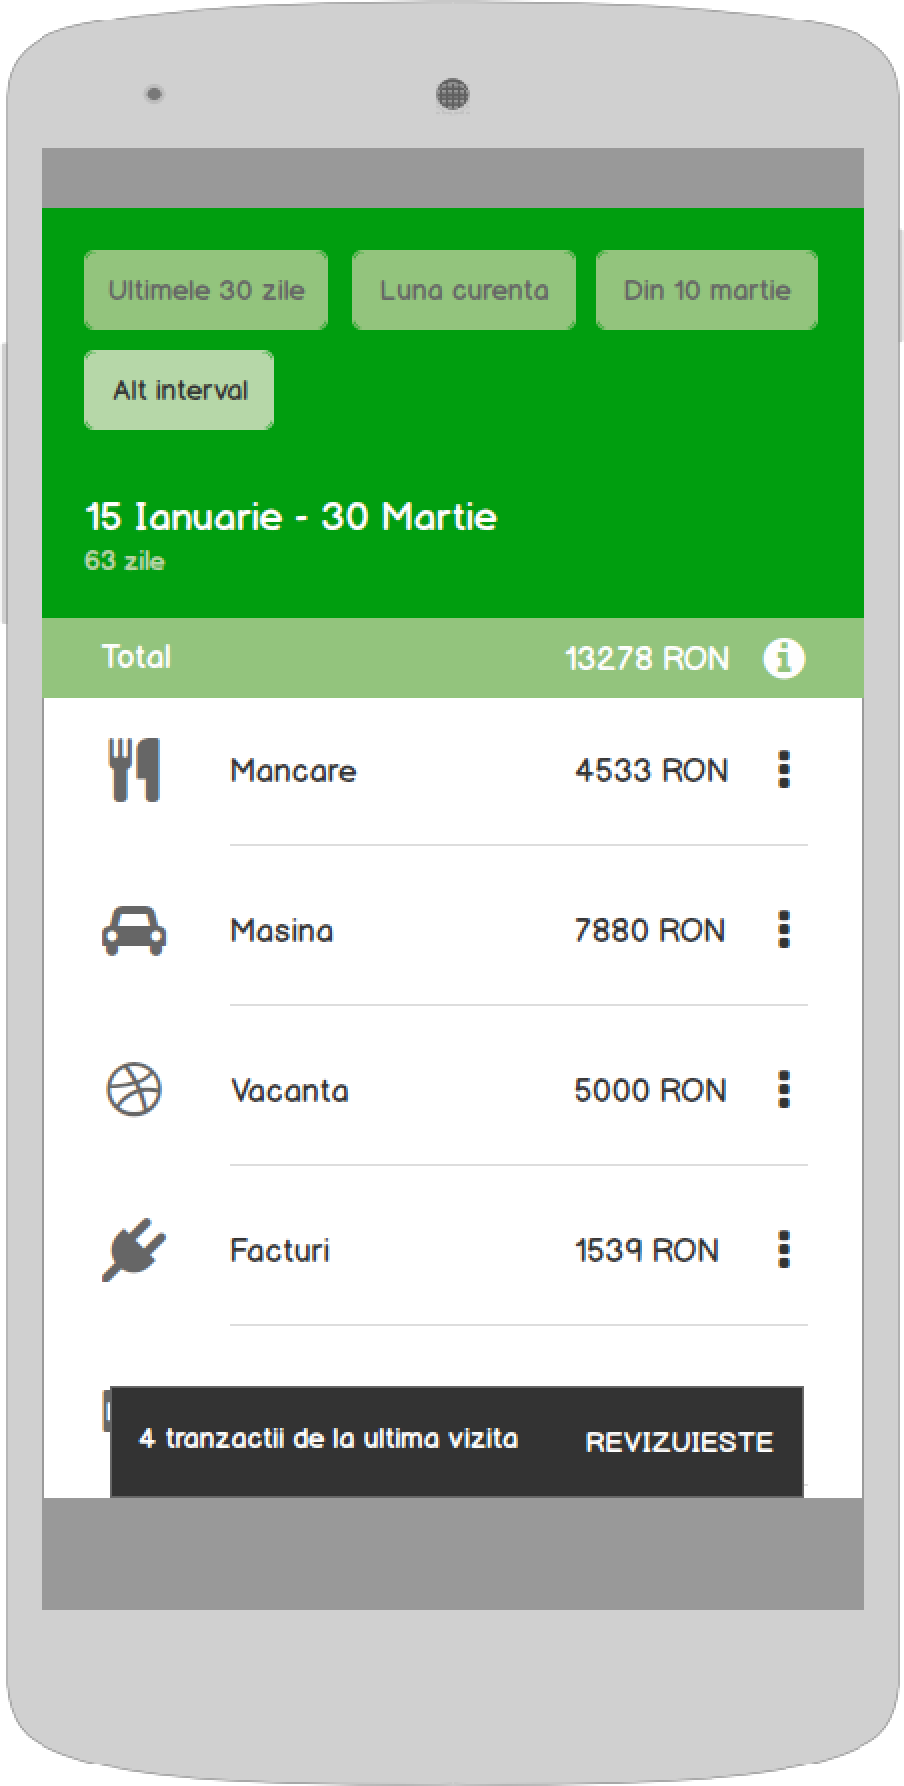 Ultimele 30 zile
Luna curenta
Din 10 martie
Alt interval
15 Ianuarie - 30 Martie
63 zile
Total 13278 RON
Mancare 4533 RON
Masina 7880 RON
Vacanta 5000 RON
Facturi 1539 RON
4 tranzactii de la ultima vizita REVIZUIESTE